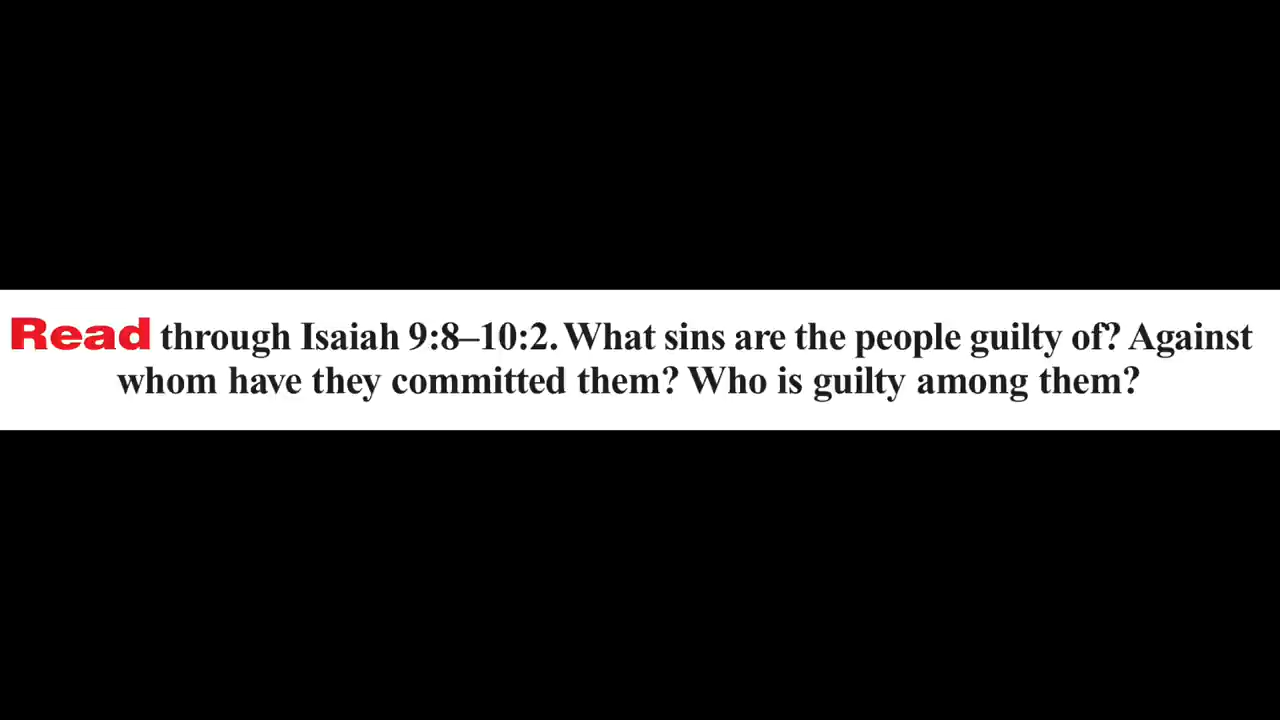 Read through Isaiah 9:8–10:2. What sins are the people guilty of? Against
whom have they committed them? Who is guilty among them?